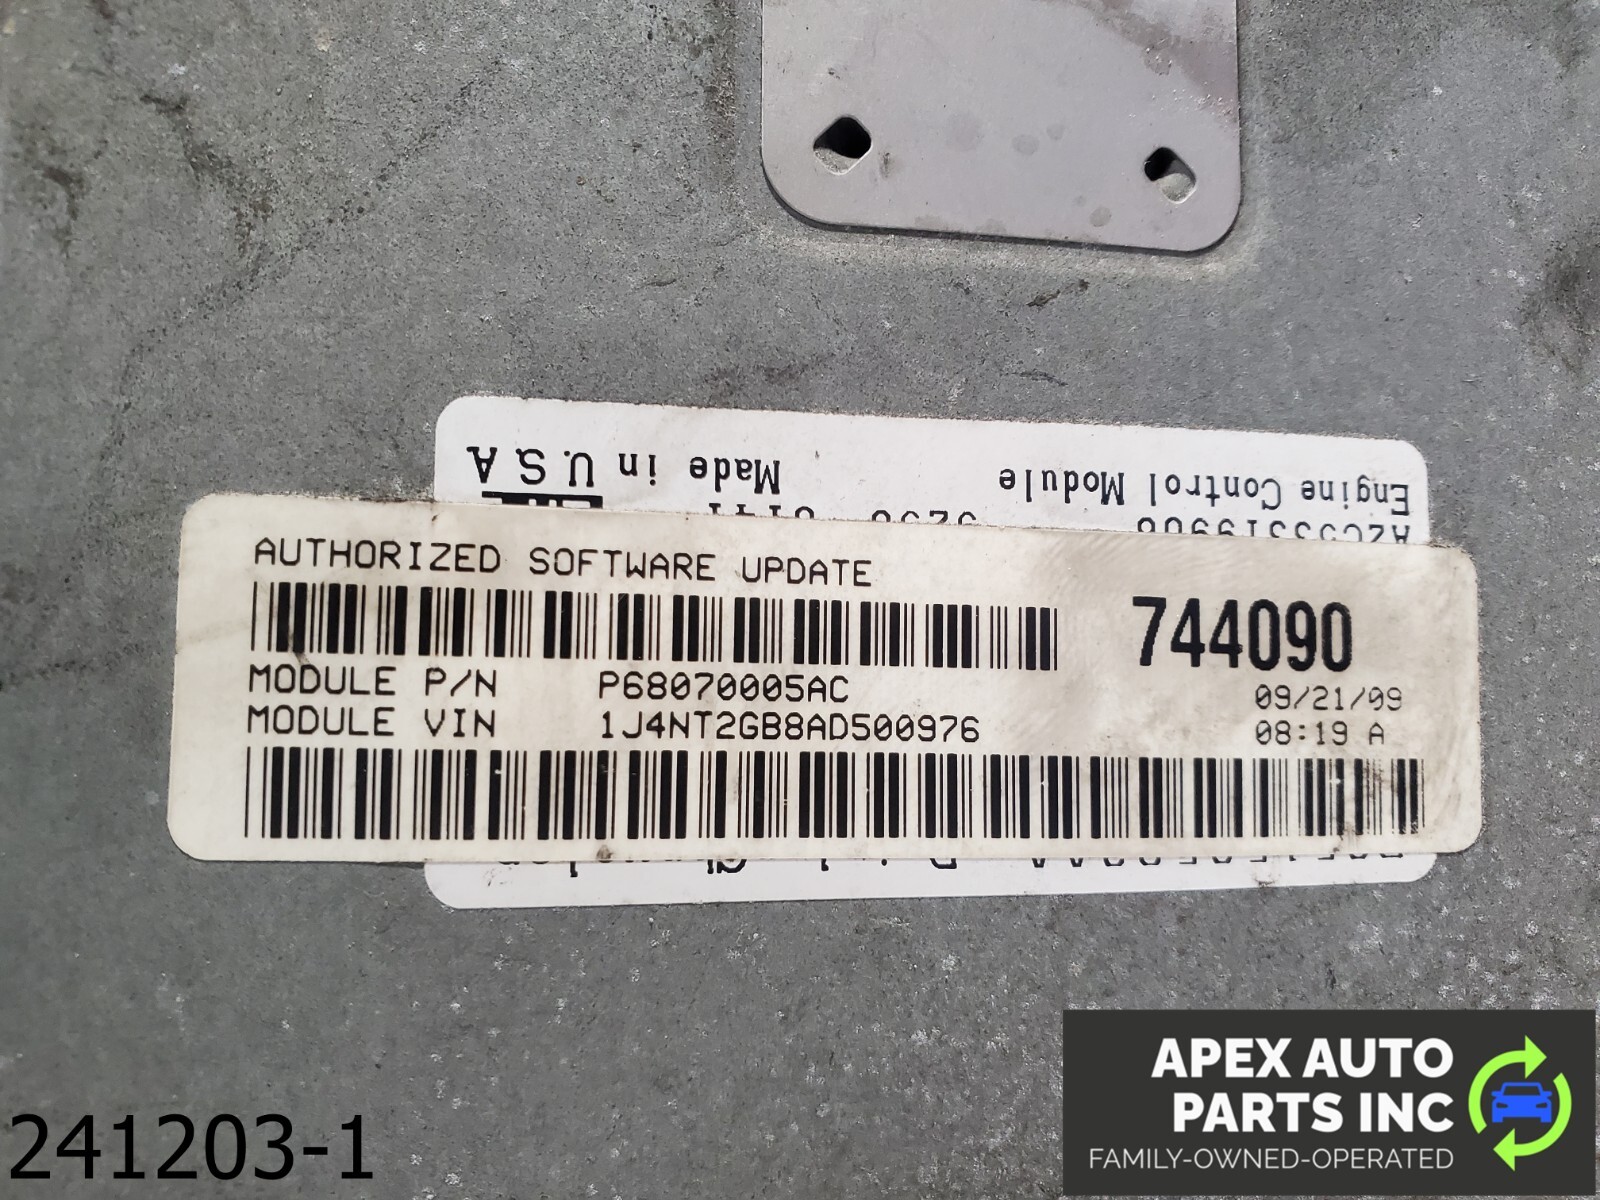 Made in U.S.A
Engine Control Module
AUTHORIZED SOFTWARE UPDATE
744090
MODULE P/N P68070005AC
09/21/09
MODULE VIN 1J4NT2GB8AD500976
08:19 A
APEX AUTO
PARTS INC
FAMILY-OWNED-OPERATED
241203-1